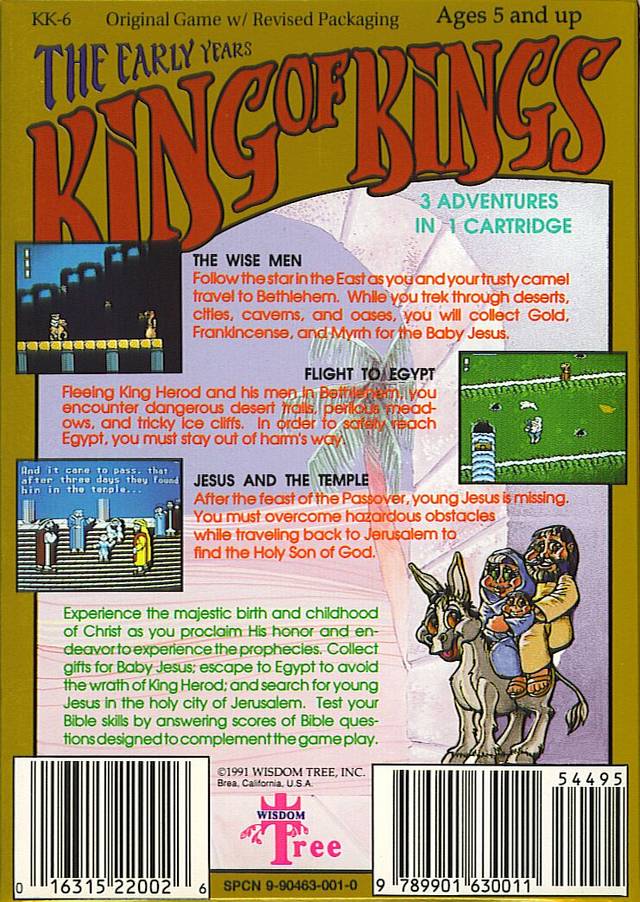 KK-6 Original Game w/ Revised Packaging Ages 5 and up
THE EARLY YEARS
KING OF KINGS
3 ADVENTURES
IN 1 CARTRIDGE
THE WISE MEN
Follow the star in the East as you and your trusty camel
travel to Bethlehem. While you trek through deserts,
cities, caverns, and oases, you will collect Gold,
Frankincense, and Myrrh for the Baby Jesus.
FLIGHT TO EGYPT
Fleeing King Herod and his men in Bethlehem, you
encounter dangerous desert trails, perilous mead-
ows, and tricky ice cliffs. In order to safely reach
Egypt, you must stay out of harm's way.
And it came to pass, that
after three days they found
him in the temple...
JESUS AND THE TEMPLE
After the feast of the Passover, young Jesus is missing.
You must overcome hazardous obstacles
while traveling back to Jerusalem to
find the Holy Son of God.
Experience the majestic birth and childhood
of Christ as you proclaim His honor and en-
deavor to experience the prophecies. Collect
gifts for Baby Jesus; escape to Egypt to avoid
the wrath of King Herod; and search for young
Jesus in the holy city of Jerusalem. Test your
Bible skills by answering scores of Bible ques-
tions designed to complement the game play.
©1991 WISDOM TREE, INC.
Brea, California, U.S.A.
WISDOM
Tree
SPCN 9-90463-001-0
0 16315 22002 6
54495
9 789901 630011